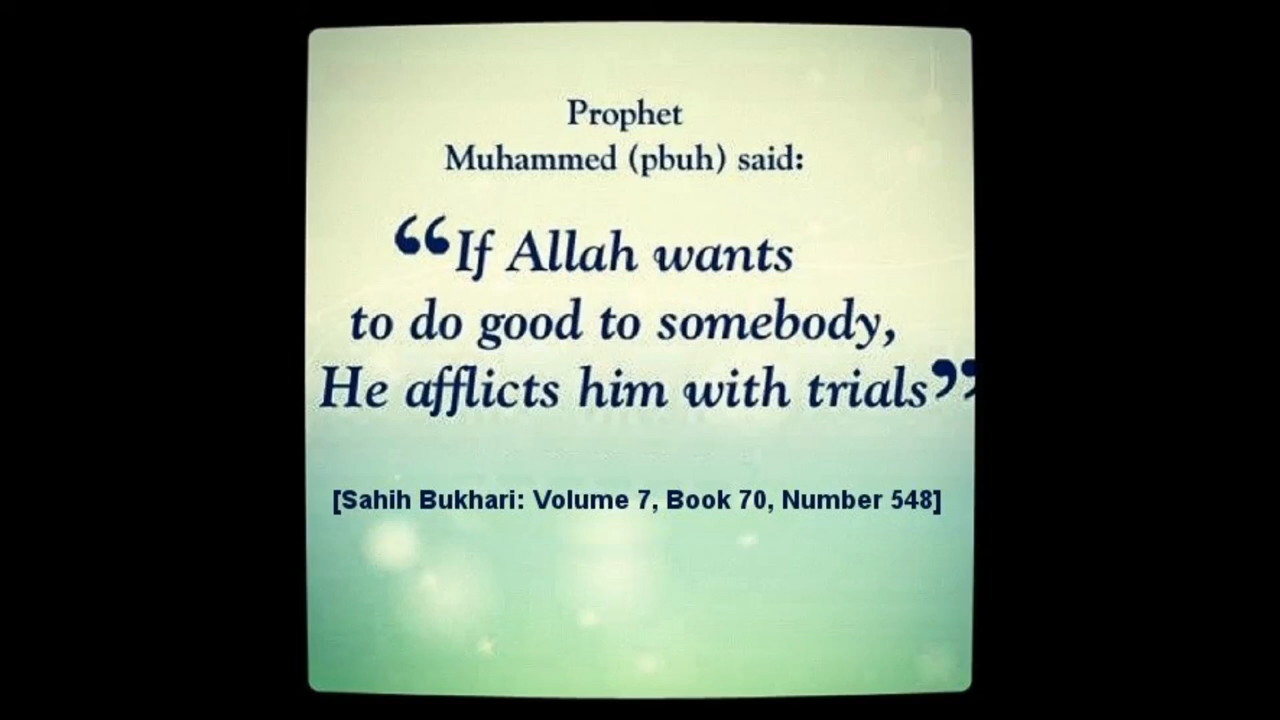 Prophet
Muhammed (pbuh) said:
“If Allah wants
to do good to somebody,
He afflicts him with trials”
[Sahih Bukhari: Volume 7, Book 70, Number 548]